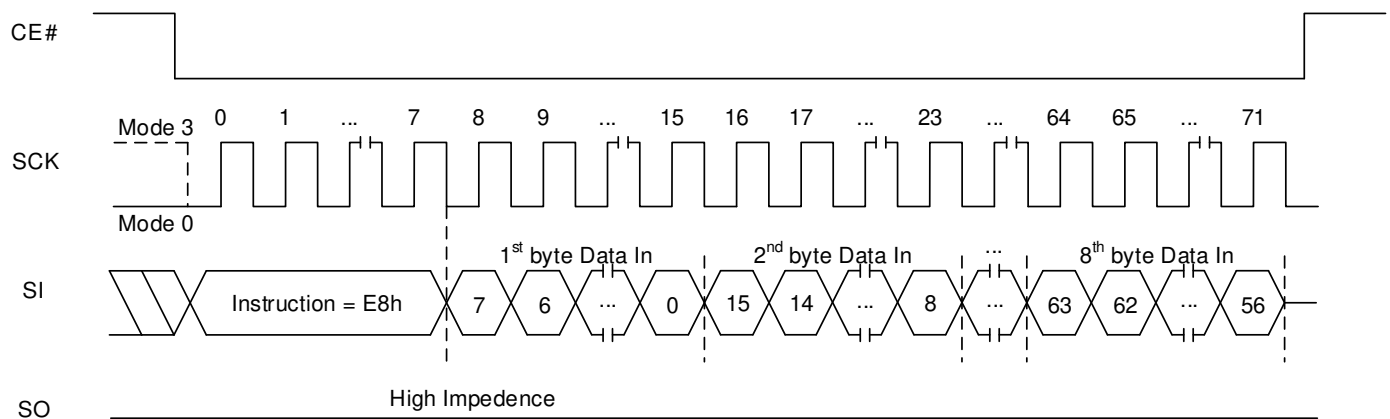 CE#
0 1 ... 7 8 9 ... 15 16 17 ... 23 ... 64 65 ... 71
Mode 3
SCK
Mode 0
1st byte Data In 2nd byte Data In ... 8th byte Data In
SI Instruction = E8h 7 6 ... 0 15 14 ... 8 ... 63 62 ... 56
High Impedence
SO